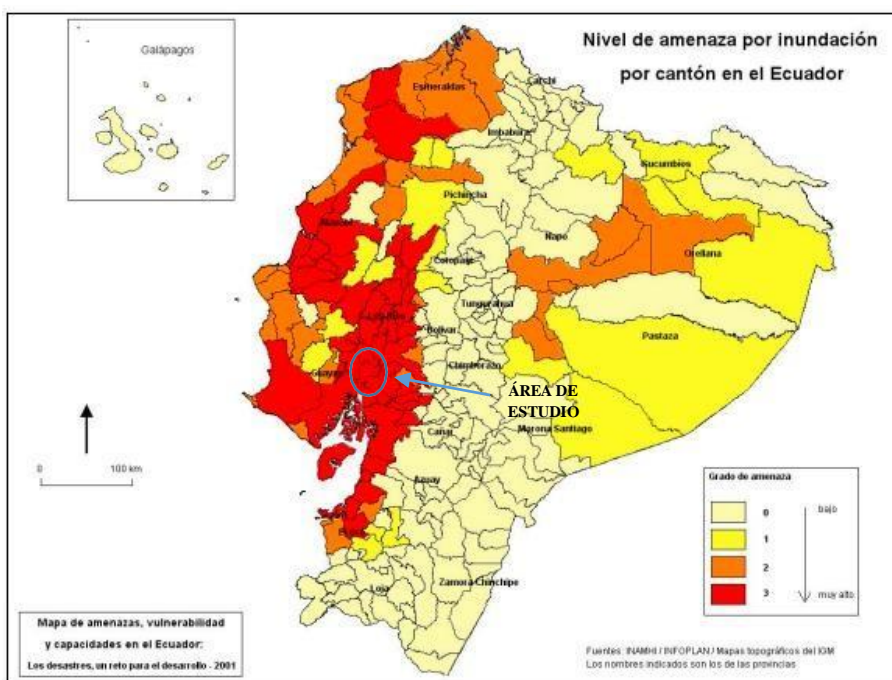 Galápagos
Nivel de amenaza por inundación
por cantón en el Ecuador
Carchi
Esmeraldas
Imbabura
Sucumbios
Pichincha
Manabí
Napo
Orellana
Cotopaxi
Tungurahua
Los Ríos
Bolívar
Pastaza
Chimborazo
Guayas
ÁREA DE
ESTUDIO
Cañar
Morona Santiago
0 100 km
Azuay
Zamora Chinchipe
Loja
Grado de amenaza
0 bajo
1
2
3 muy alto
Mapa de amenazas, vulnerabilidad
y capacidades en el Ecuador:
Los desastres, un reto para el desarrollo - 2001
Fuentes: INAMHI / INFOPLAN / Mapas topográficos del IGM
Los nombres indicados son los de las provincias